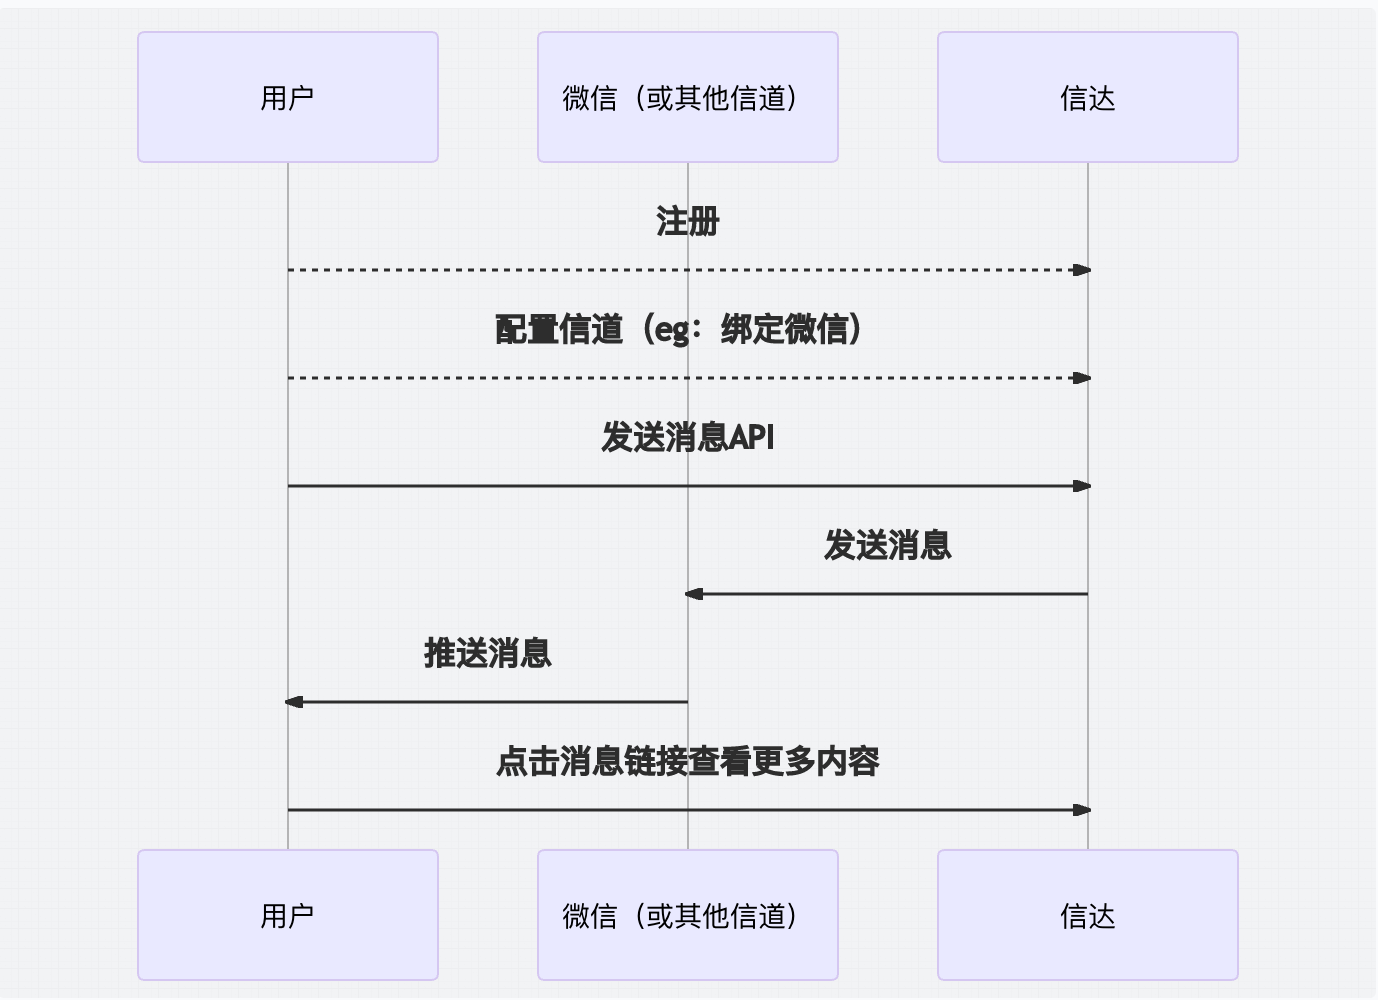 用户
微信（或其他信道）
信达
注册
配置信道（eg：绑定微信）
发送消息API
发送消息
推送消息
点击消息链接查看更多内容
用户
微信（或其他信道）
信达